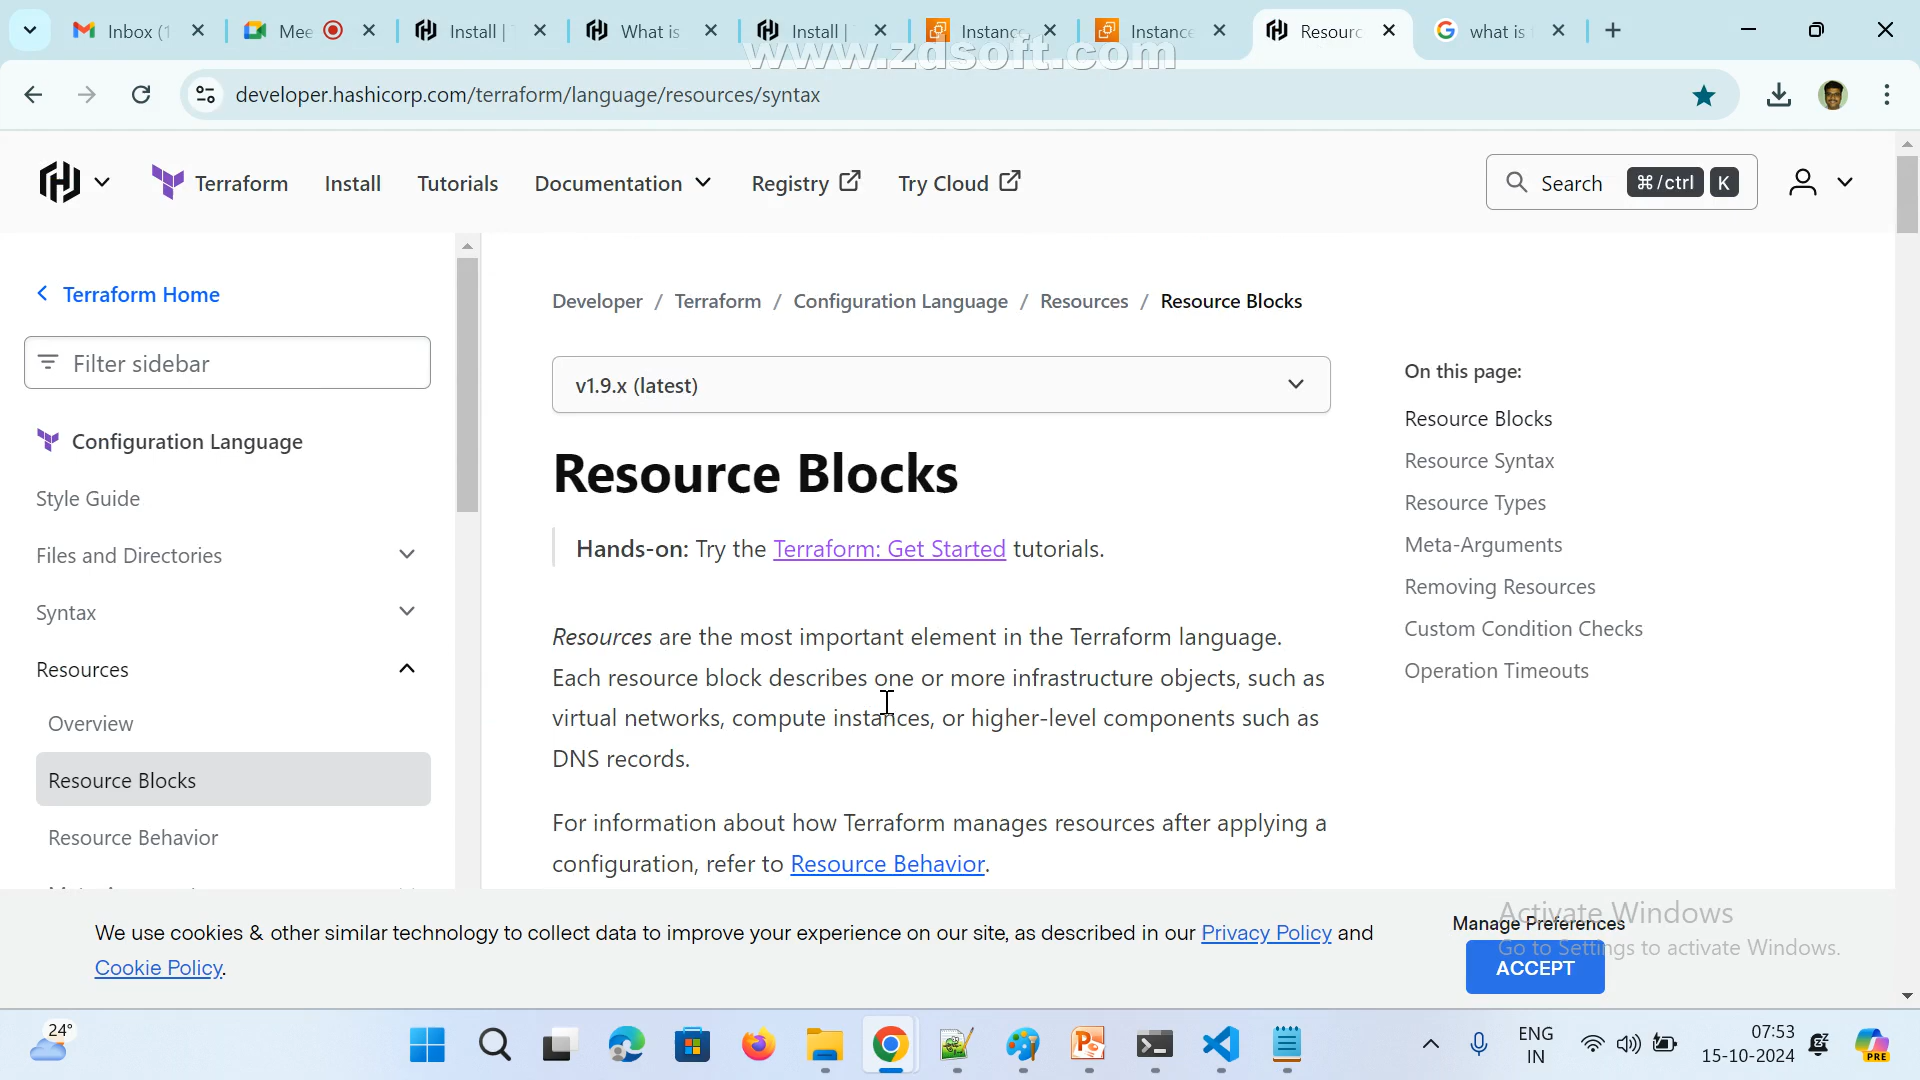 Inbox (1
Mee
Install |
What is
Install |
Instanc
Instance
Resourc
what is
www.zdsoft.com
developer.hashicorp.com/terraform/language/resources/syntax
Terraform
Install
Tutorials
Documentation
Registry
Try Cloud
Search
⌘/ctrl
K
Terraform Home
Filter sidebar
Configuration Language
Style Guide
Files and Directories
Syntax
Resources
Overview
Resource Blocks
Resource Behavior
Developer / Terraform / Configuration Language / Resources / Resource Blocks
v1.9.x (latest)
Resource Blocks
Hands-on: Try the Terraform: Get Started tutorials.
Resources are the most important element in the Terraform language.
Each resource block describes one or more infrastructure objects, such as
virtual networks, compute instances, or higher-level components such as
DNS records.
For information about how Terraform manages resources after applying a
configuration, refer to Resource Behavior.
On this page:
Resource Blocks
Resource Syntax
Resource Types
Meta-Arguments
Removing Resources
Custom Condition Checks
Operation Timeouts
We use cookies & other similar technology to collect data to improve your experience on our site, as described in our Privacy Policy and
Cookie Policy.
Manage Preferences
ACCEPT
Activate Windows
Go to Settings to activate Windows.
24°
ENG
IN
07:53
15-10-2024
PRE